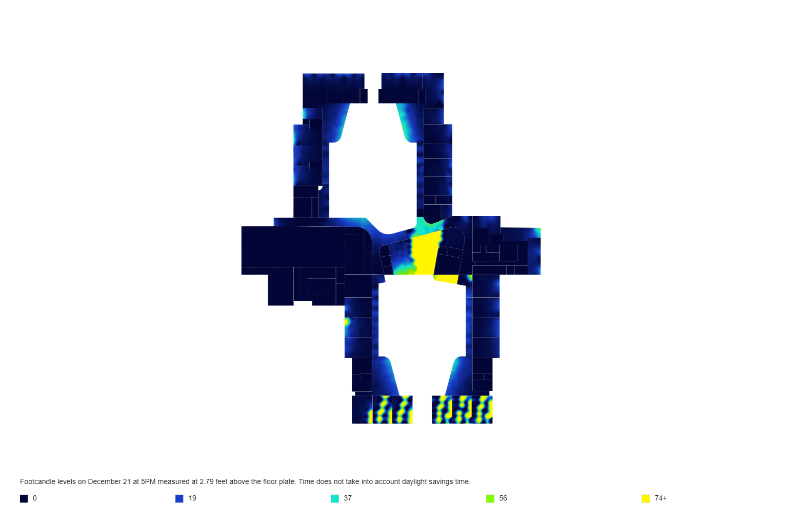 Footcandle levels on December 21 at 5PM measured at 2.79 feet above the floor plate. Time does not take into account daylight savings time.
0 19 37 56 74+